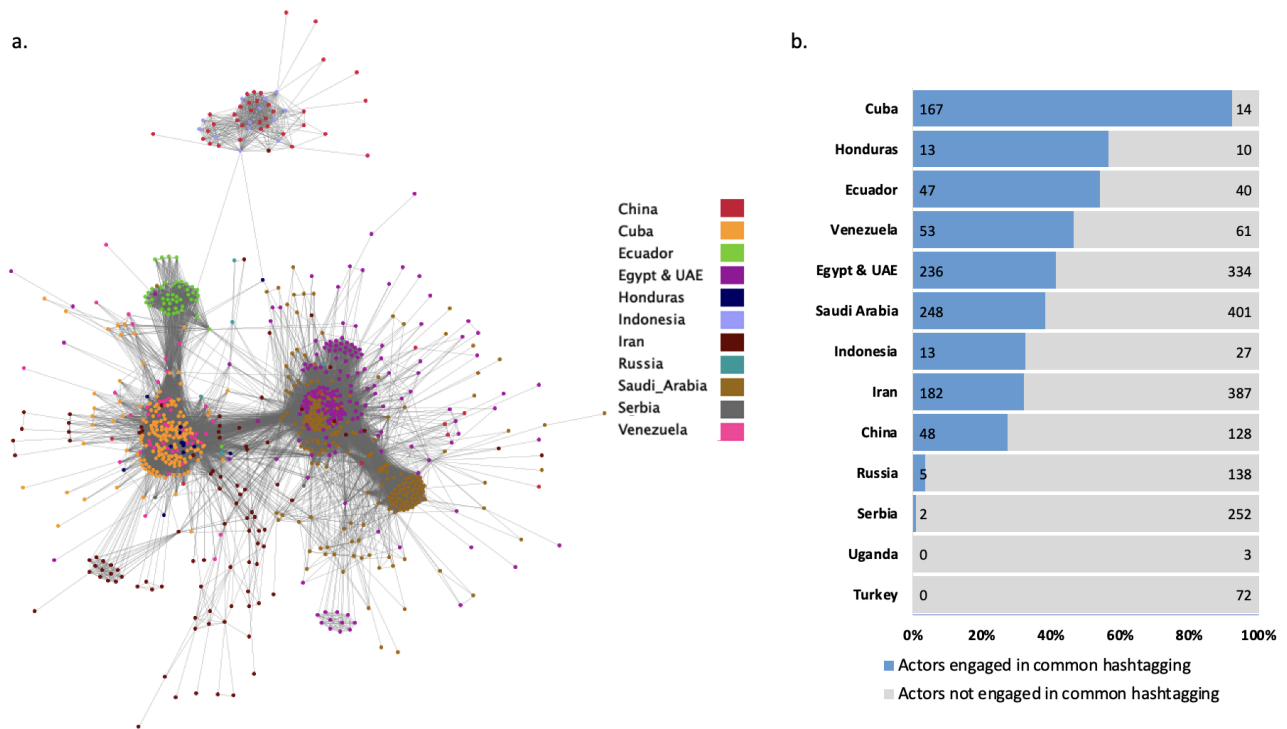 a.
China
Cuba
Ecuador
Egypt & UAE
Honduras
Indonesia
Iran
Russia
Saudi_Arabia
Serbia
Venezuela
b.
Cuba 167 14
Honduras 13 10
Ecuador 47 40
Venezuela 53 61
Egypt & UAE 236 334
Saudi Arabia 248 401
Indonesia 13 27
Iran 182 387
China 48 128
Russia 5 138
Serbia 2 252
Uganda 0 3
Turkey 0 72
0% 20% 40% 60% 80% 100%
Actors engaged in common hashtagging
Actors not engaged in common hashtagging